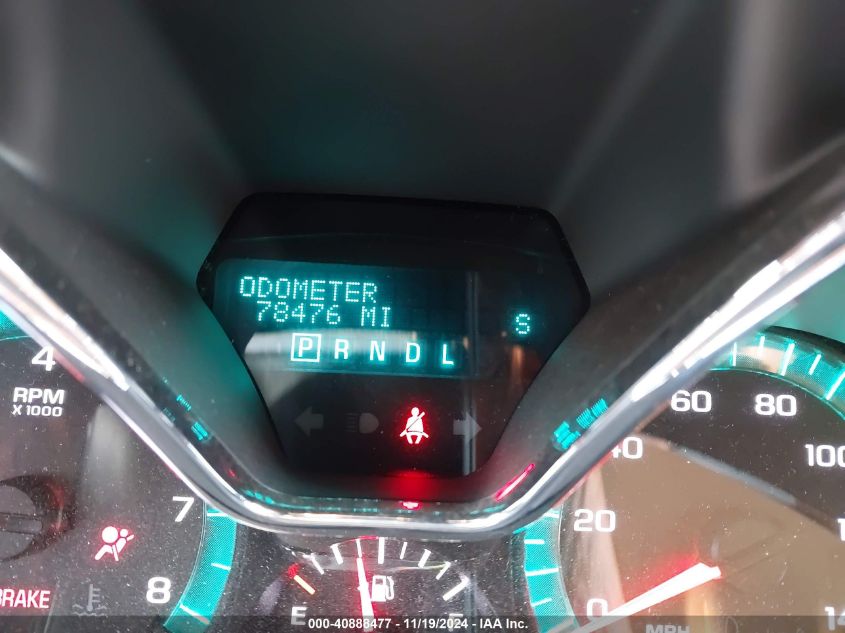 ODOMETER
78476 MI
S
P R N D L
4
RPM
X 1000
7
8
BRAKE
E
0
20
40
60
80
100
MPH
000-40888477 - 11/19/2024 - IAA Inc.